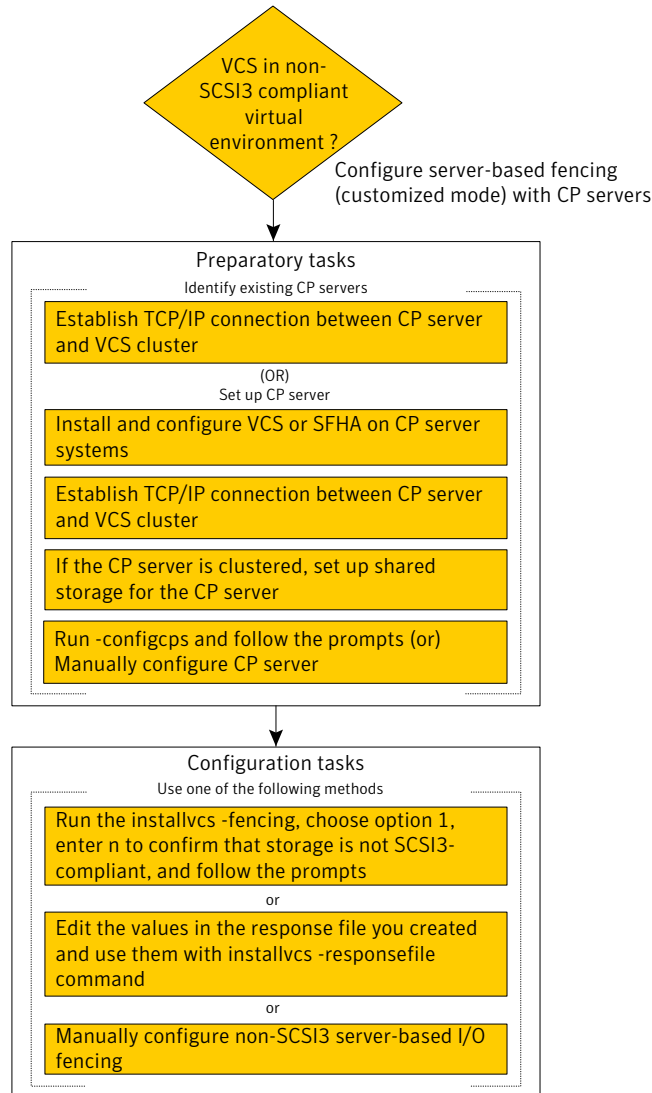 VCS in non-
SCSI3 compliant
virtual
environment ?
Configure server-based fencing
(customized mode) with CP servers
Preparatory tasks
Identify existing CP servers
Establish TCP/IP connection between CP server
and VCS cluster
(OR)
Set up CP server
Install and configure VCS or SFHA on CP server
systems
Establish TCP/IP connection between CP server
and VCS cluster
If the CP server is clustered, set up shared
storage for the CP server
Run -configcps and follow the prompts (or)
Manually configure CP server
Configuration tasks
Use one of the following methods
Run the installvcs -fencing, choose option 1,
enter n to confirm that storage is not SCSI3-
compliant, and follow the prompts
or
Edit the values in the response file you created
and use them with installvcs -responsefile
command
or
Manually configure non-SCSI3 server-based I/O
fencing